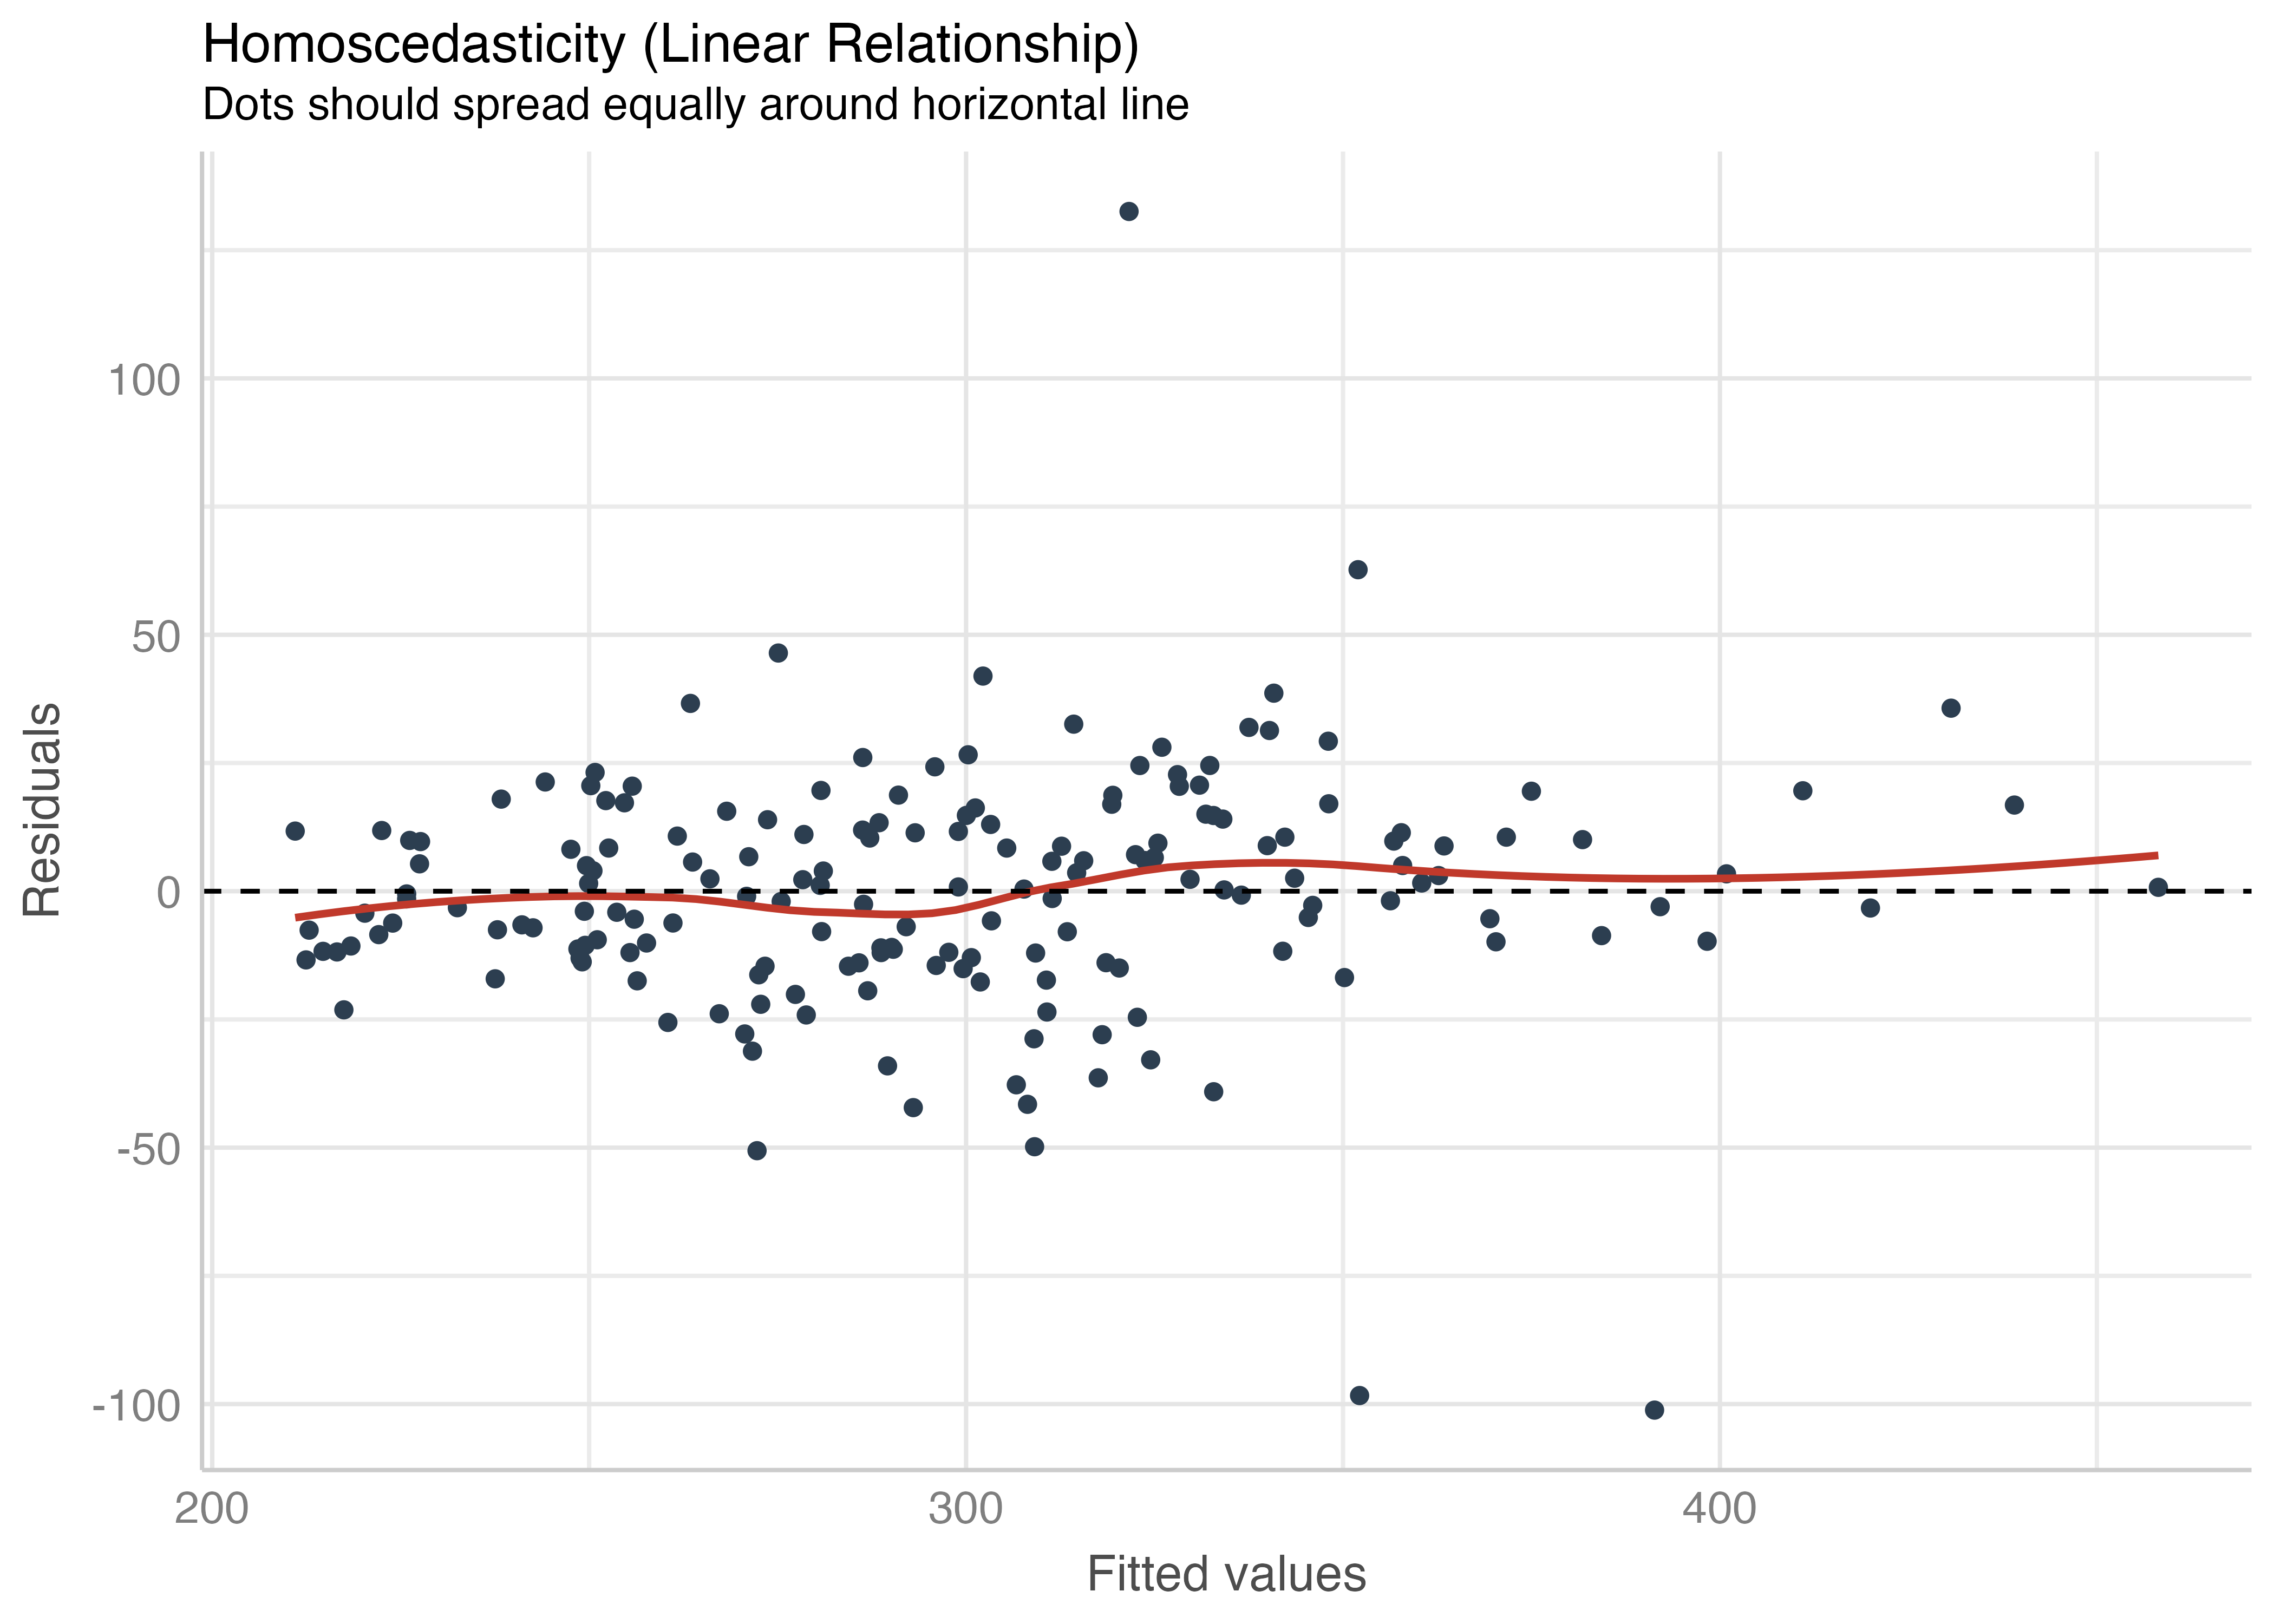 Homoscedasticity (Linear Relationship)
Dots should spread equally around horizontal line
Residuals
100
50
0
-50
-100
200
300
400
Fitted values